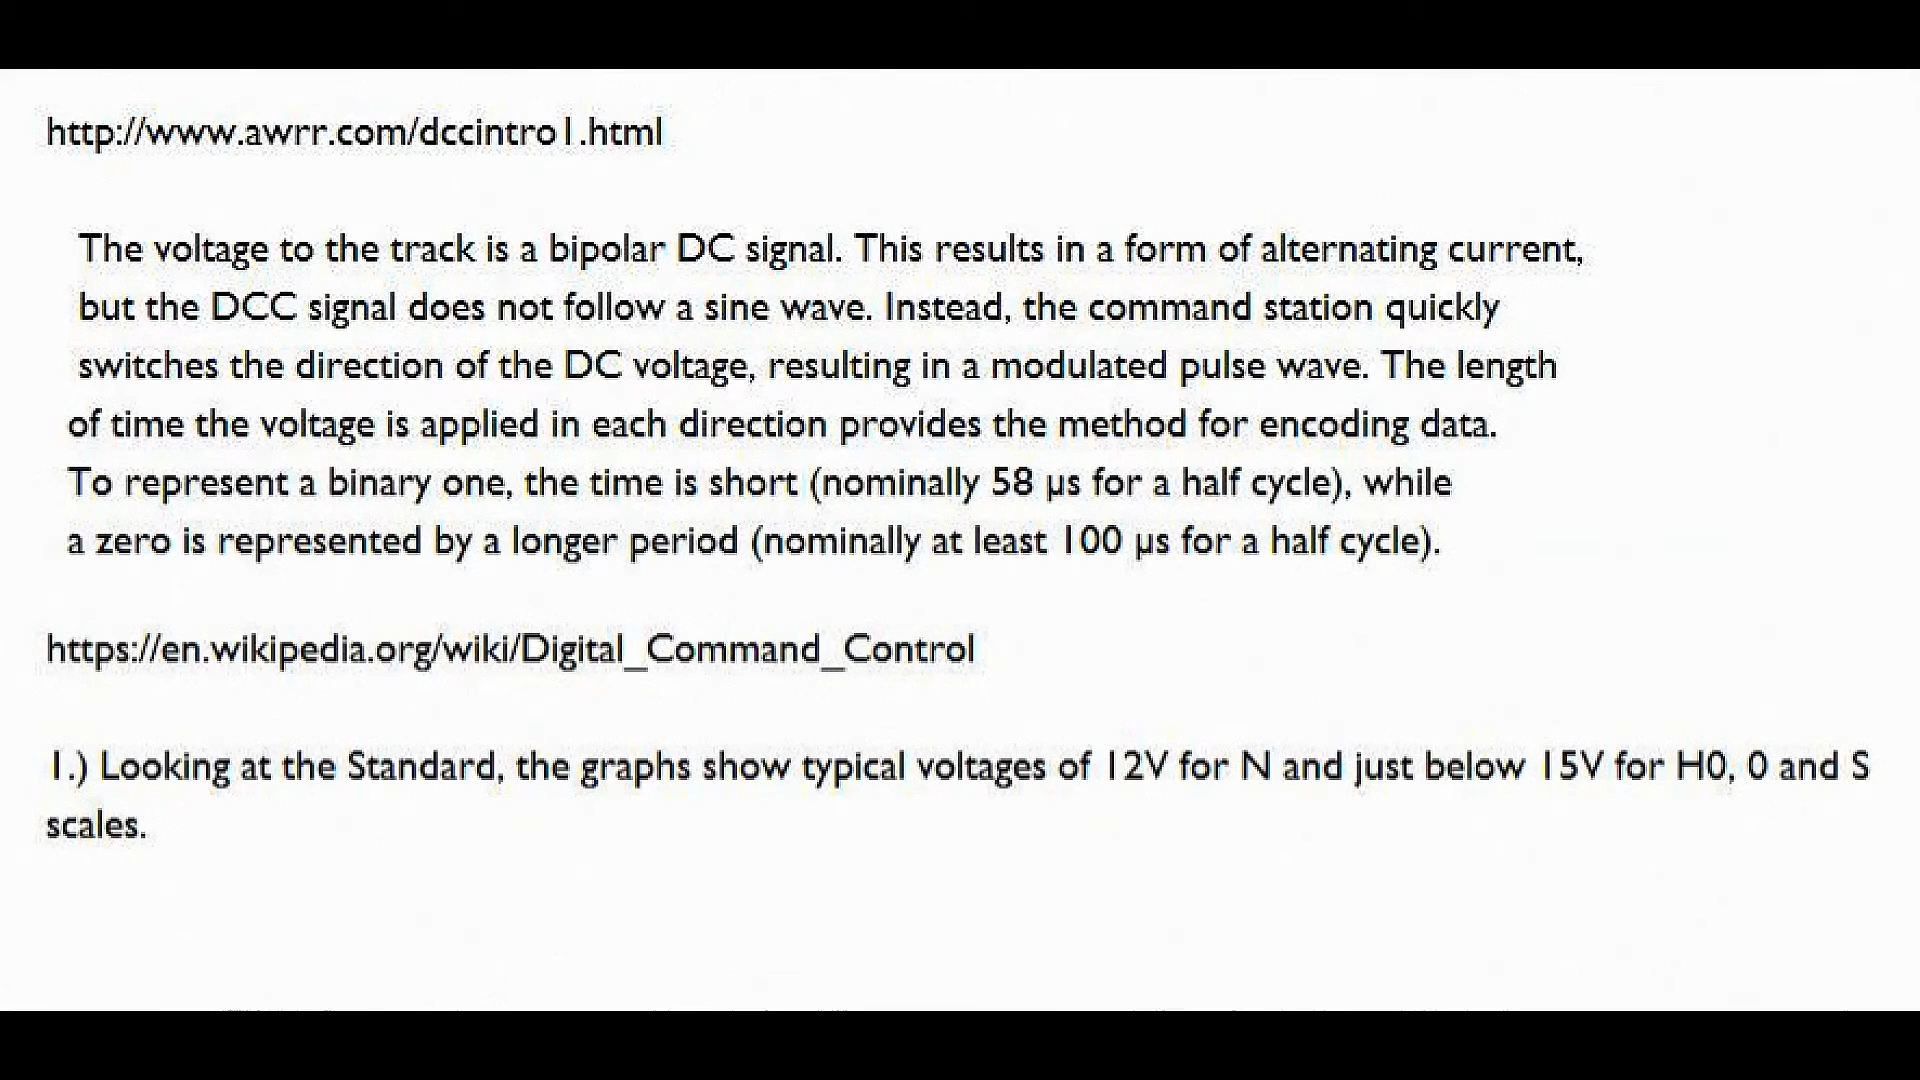 http://www.awrr.com/dccintro1.html
The voltage to the track is a bipolar DC signal. This results in a form of alternating current,
but the DCC signal does not follow a sine wave. Instead, the command station quickly
switches the direction of the DC voltage, resulting in a modulated pulse wave. The length
of time the voltage is applied in each direction provides the method for encoding data.
To represent a binary one, the time is short (nominally 58 µs for a half cycle), while
a zero is represented by a longer period (nominally at least 100 µs for a half cycle).
https://en.wikipedia.org/wiki/Digital_Command_Control
1.) Looking at the Standard, the graphs show typical voltages of 12V for N and just below 15V for H0, 0 and S
scales.